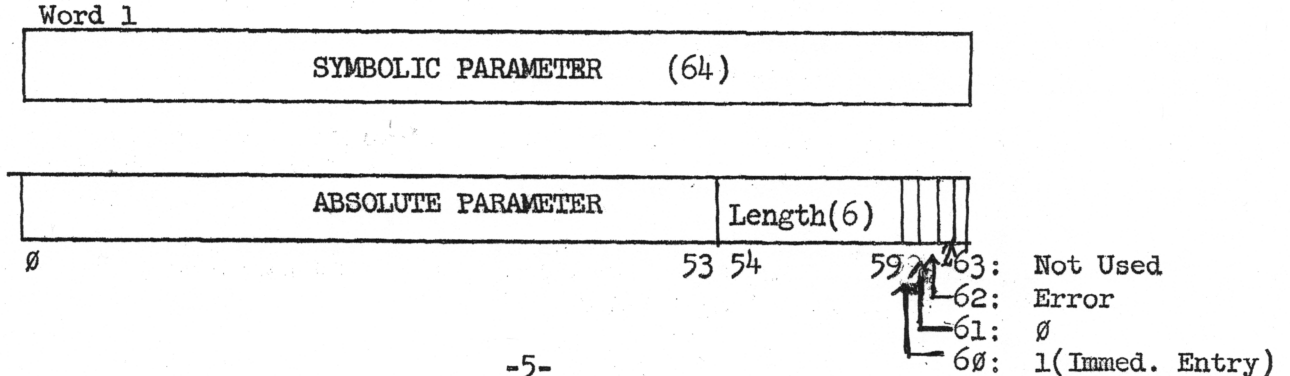 Word 1
SYMBOLIC PARAMETER (64)
ABSOLUTE PARAMETER Length(6)
Ø 53 54 59 63: Not Used
62: Error
61: Ø
6Ø: 1(Immed. Entry)
-5-